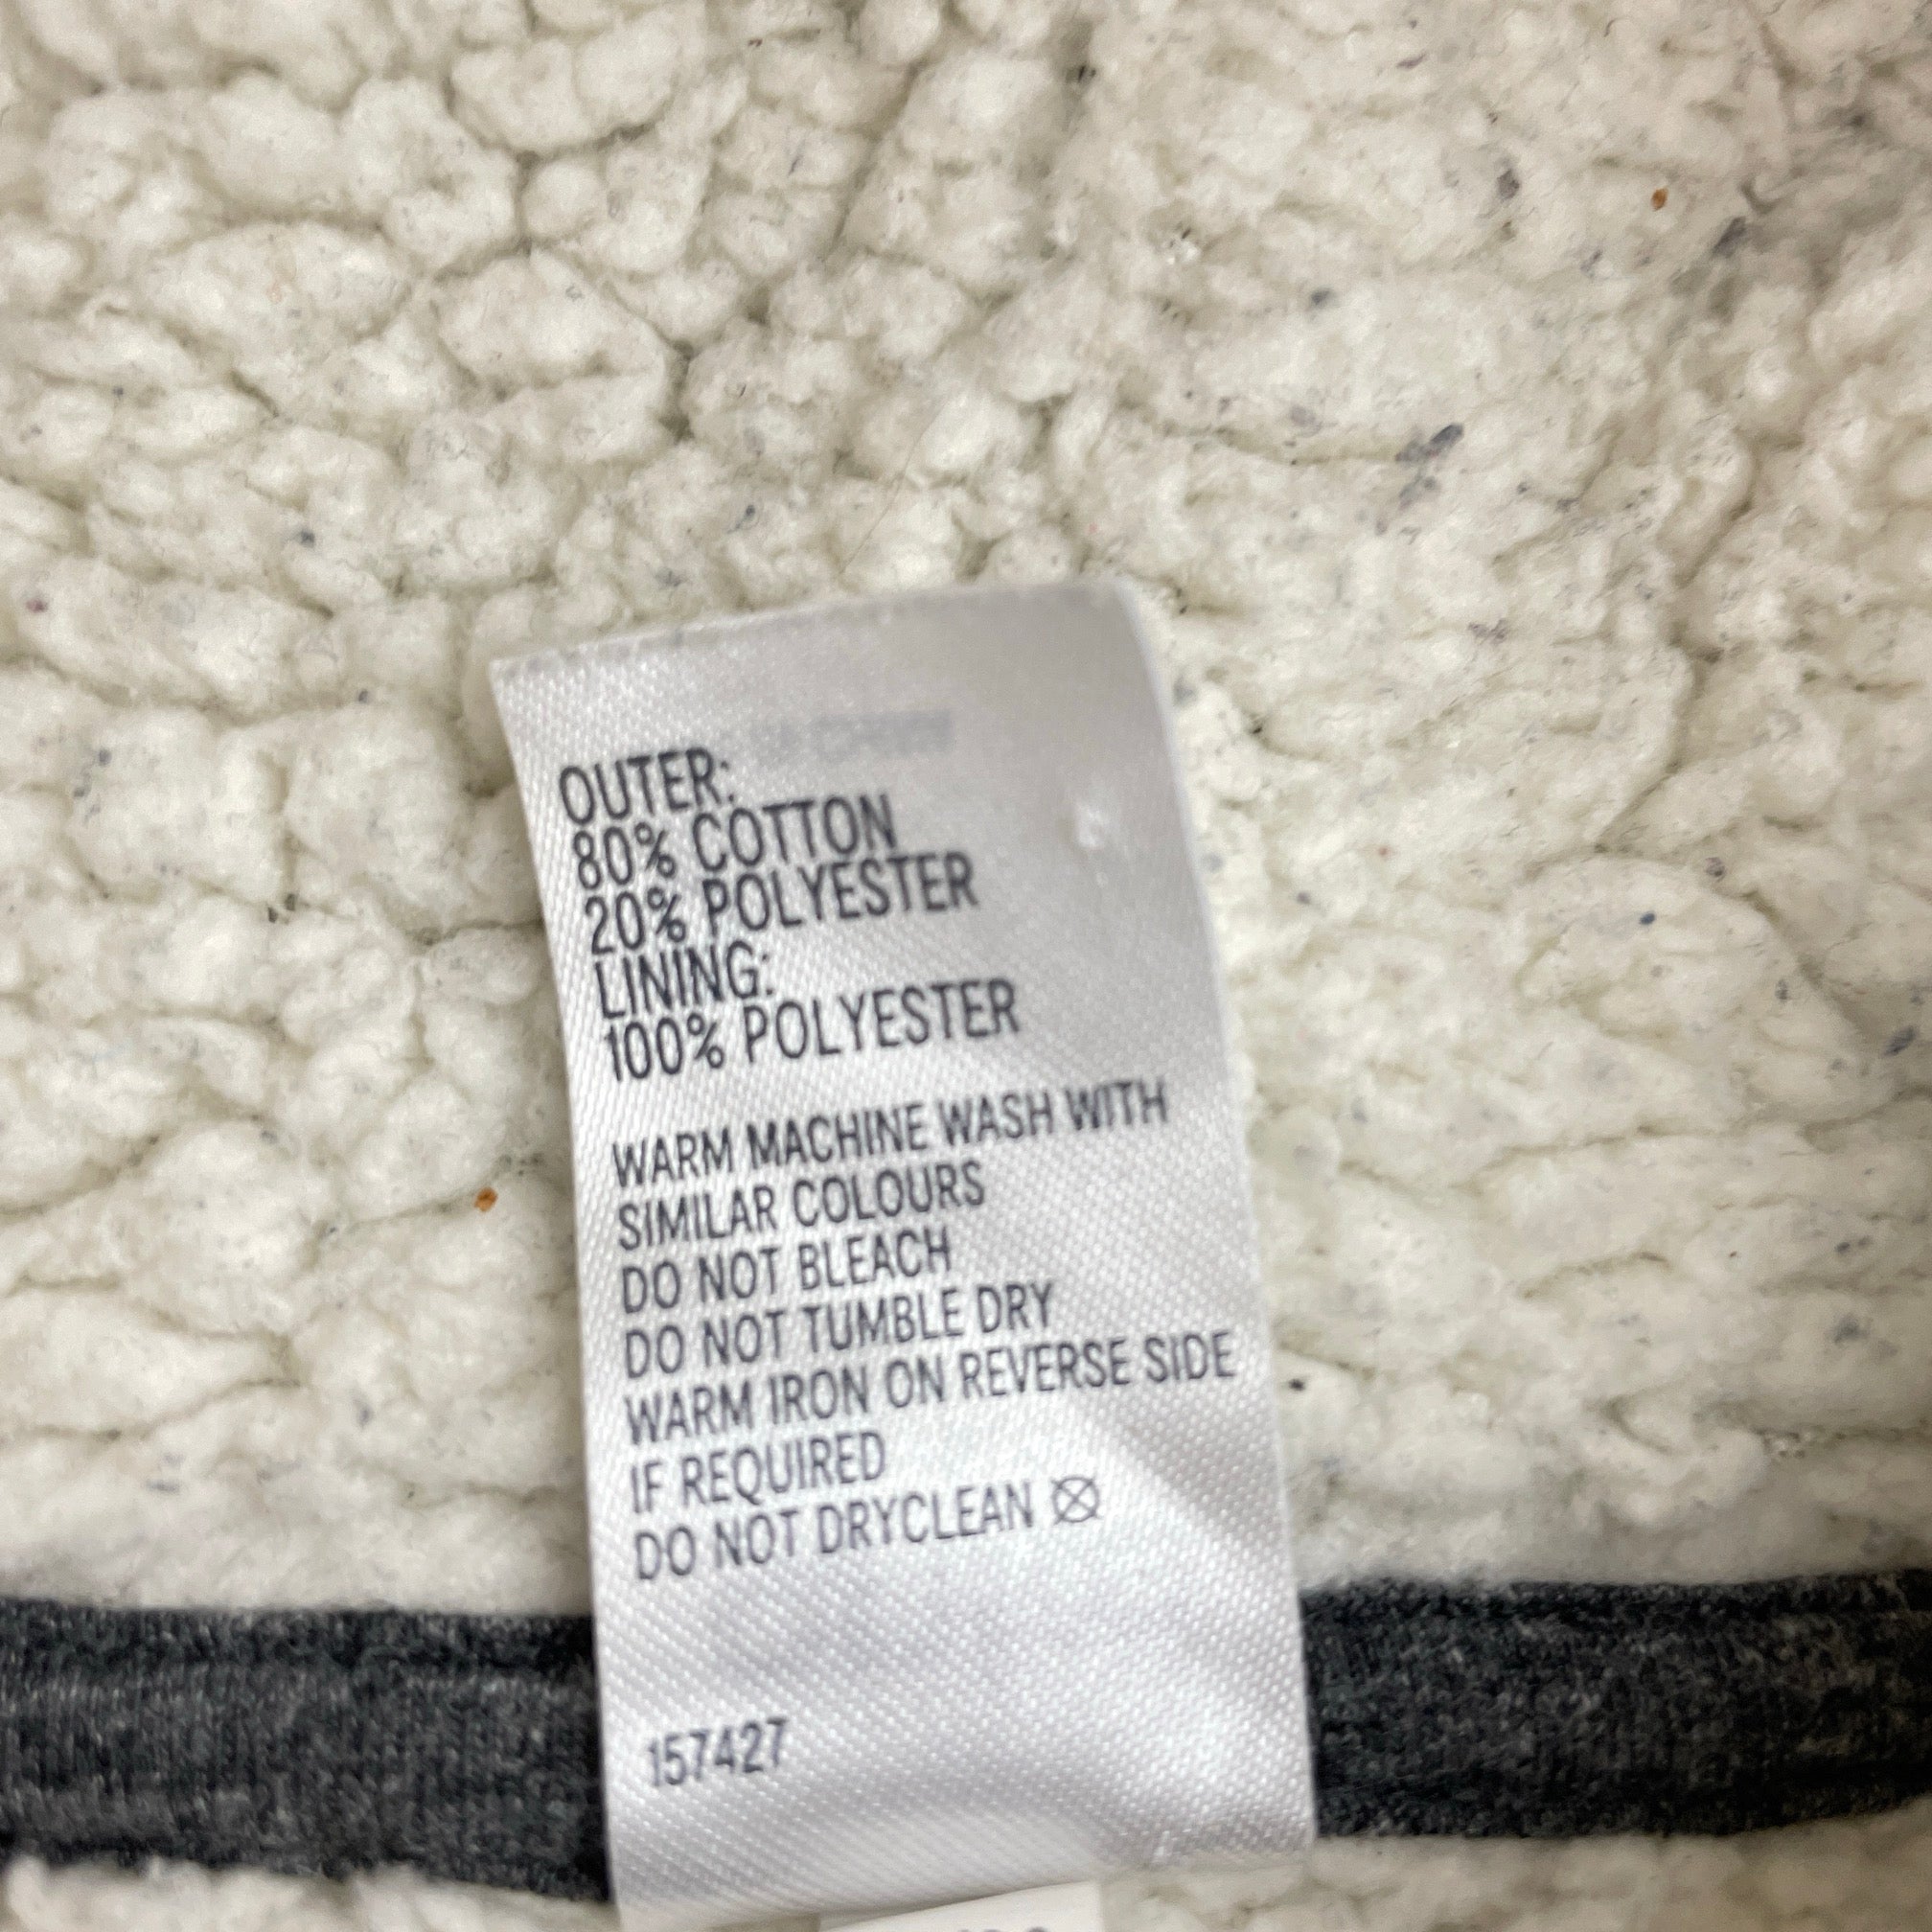 OUTER:
80% COTTON
20% POLYESTER
LINING:
100% POLYESTER
WARM MACHINE WASH WITH
SIMILAR COLOURS
DO NOT BLEACH
DO NOT TUMBLE DRY
WARM IRON ON REVERSE SIDE
IF REQUIRED
DO NOT DRYCLEAN
157427